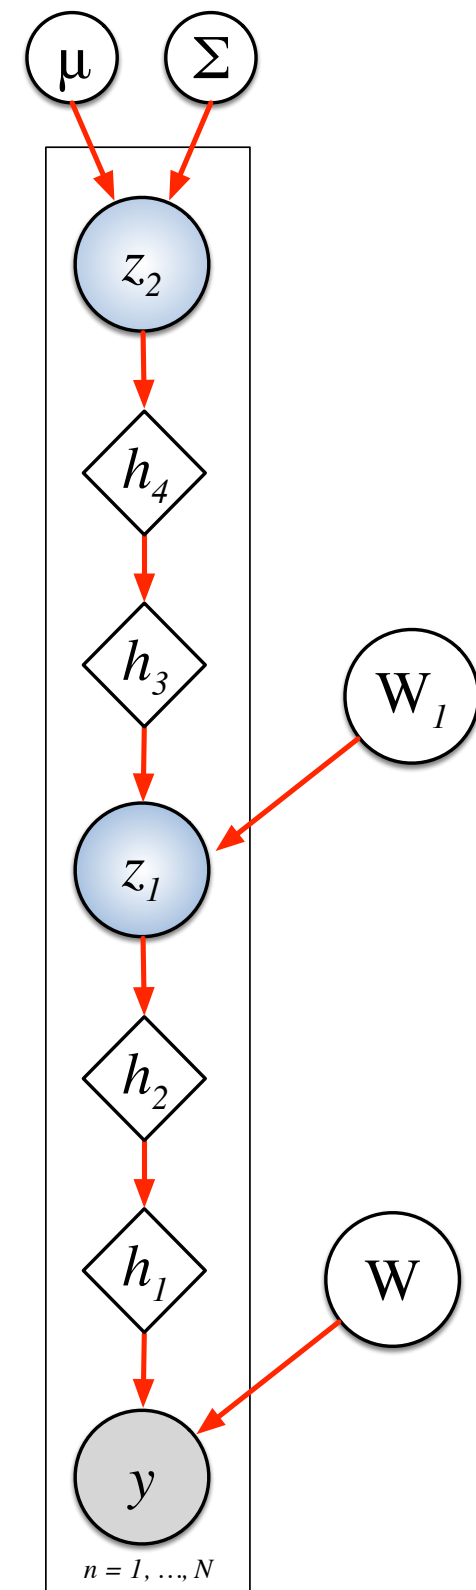 μ Σ
z₂
h₄
h₃
W₁
z₁
h₂
h₁
W
y
n = 1, ..., N